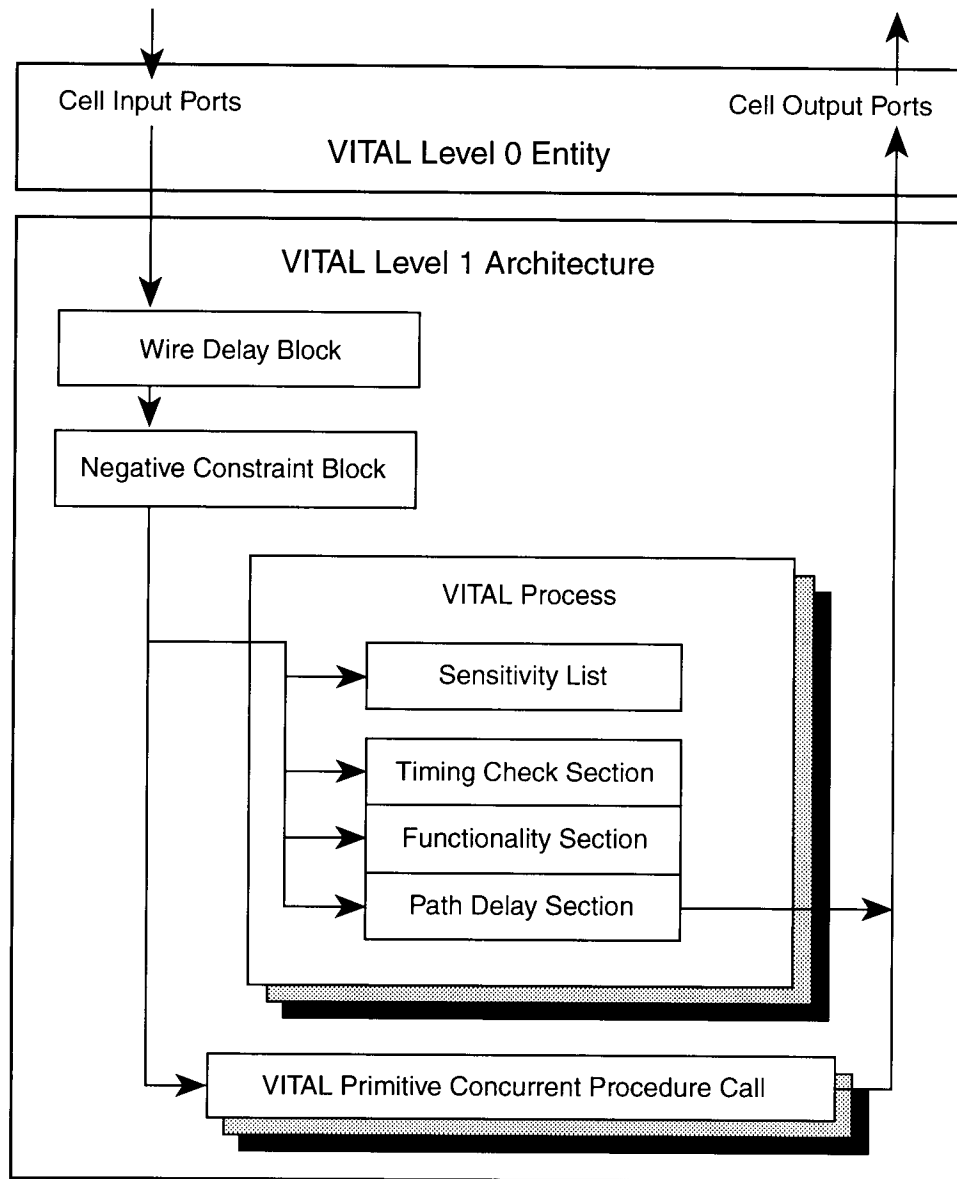 Cell Input Ports
Cell Output Ports
VITAL Level 0 Entity
VITAL Level 1 Architecture
Wire Delay Block
Negative Constraint Block
VITAL Process
Sensitivity List
Timing Check Section
Functionality Section
Path Delay Section
VITAL Primitive Concurrent Procedure Call